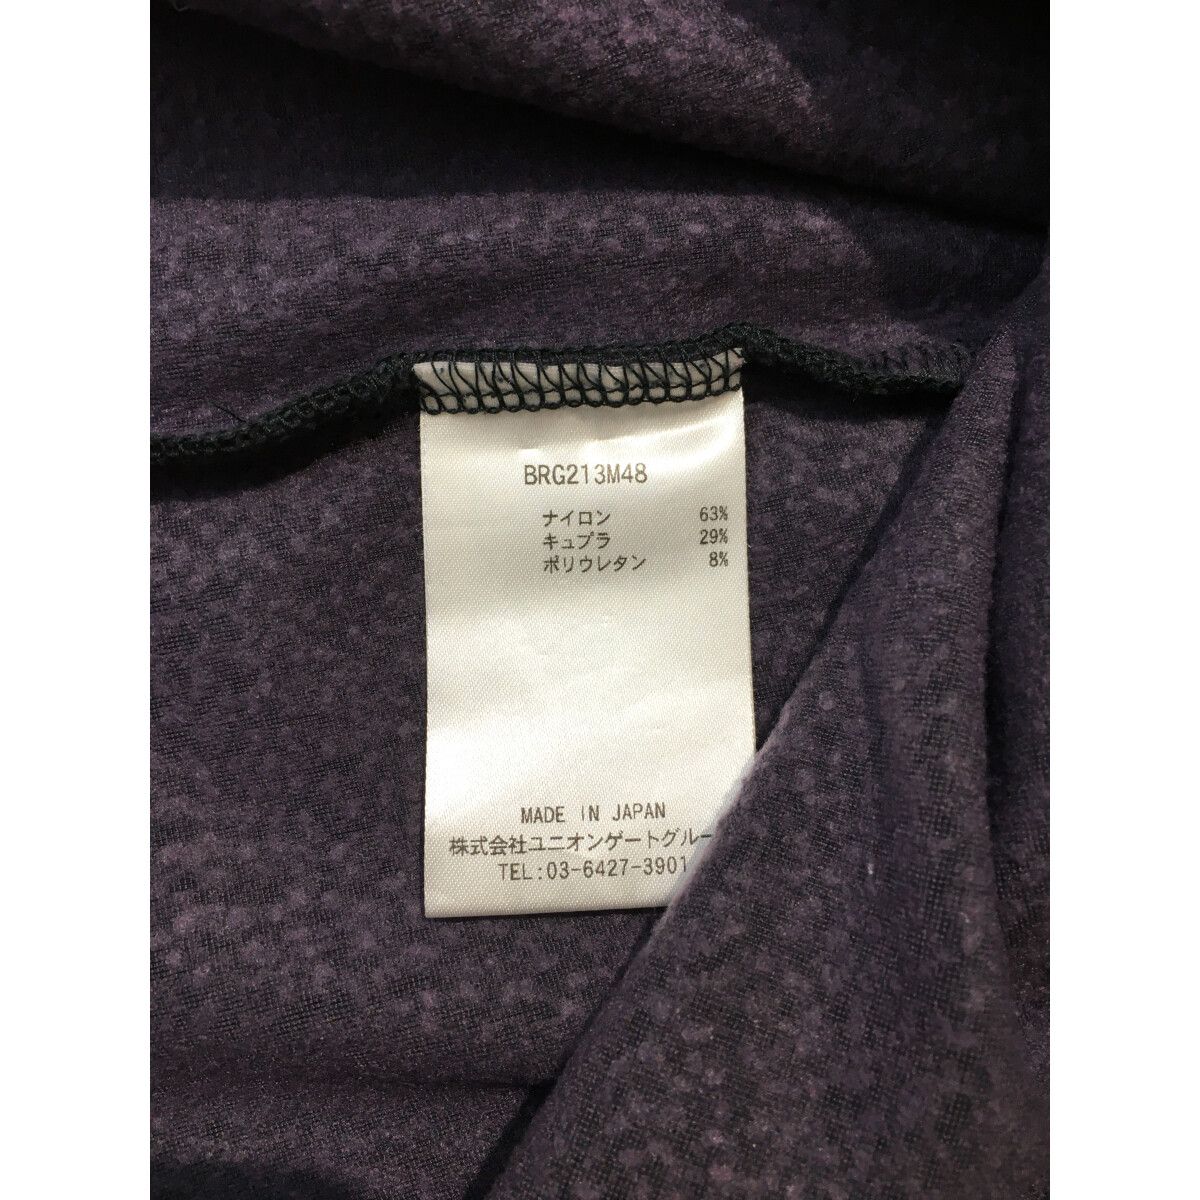 BRG213M48
ナイロン 63%
キュプラ 29%
ポリウレタン 8%
MADE IN JAPAN
株式会社ユニオンゲートグルー
TEL:03-6427-3901